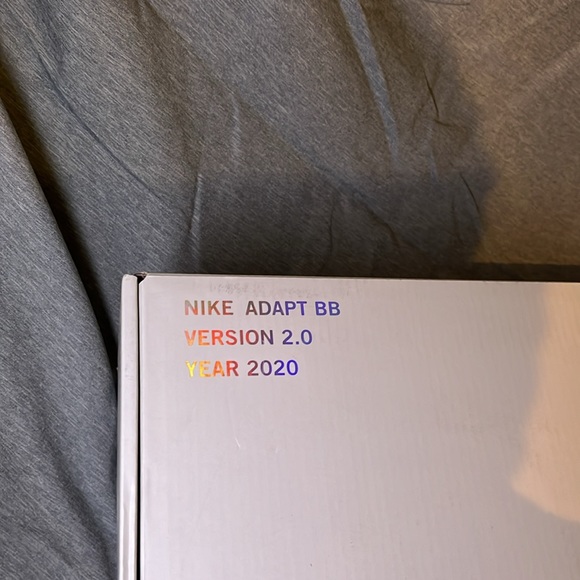 NIKE ADAPT BB
VERSION 2.0
YEAR 2020